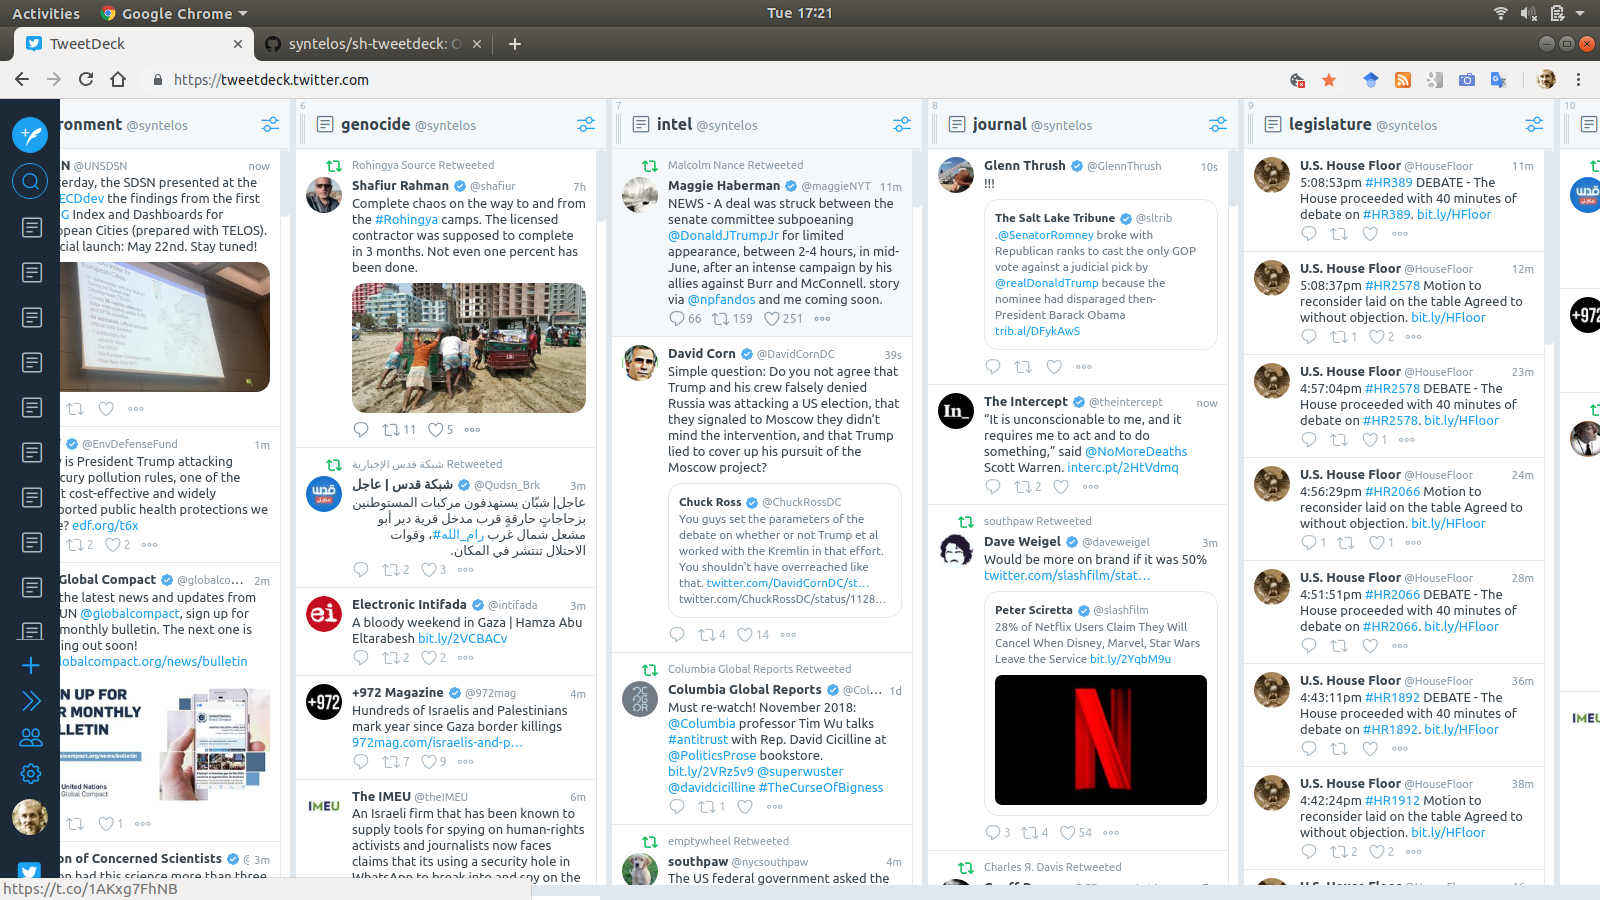 Activities
Google Chrome
Tue 17:21
TweetDeck
syntelos/sh-tweetdeck:
https://tweetdeck.twitter.com
ronment @syntelos
@UNSDSN now
terday, the SDSN presented at the
ECDdev the findings from the first
G Index and Dashboards for
pean Cities (prepared with TELOS).
cial launch: May 22nd. Stay tuned!
@EnvDefenseFund 1m
is President Trump attacking
cury pollution rules, one of the
t cost-effective and widely
ported public health protections we
e? edf.org/t6x
2 2
Global Compact @globalco... 2m
the latest news and updates from
UN @globalcompact, sign up for
monthly bulletin. The next one is
ing out soon!
lobalcompact.org/news/bulletin
N UP FOR
R MONTHLY
LLETIN
United Nations
Global Compact
1
on of Concerned Scientists 3m
on had this science more than three
https://t.co/1AKxg7FhNB
6
genocide @syntelos
Rohingya Source Retweeted
Shafiur Rahman @shafiur 7h
Complete chaos on the way to and from
the #Rohingya camps. The licensed
contractor was supposed to complete
in 3 months. Not even one percent has
been done.
11 5
شبكة قدس الإخبارية Retweeted
شبكة قدس | عاجل @Qudsn_Brk 3m
عاجل| شبّان يستهدفون مركبات المستوطنين
بزجاجاتٍ حارقةٍ قرب مدخل قرية دير أبو
مشعل شمال غرب رام_الله#، وقوات
الاحتلال تنتشر في المكان.
2 3
Electronic Intifada @intifada 3m
A bloody weekend in Gaza | Hamza Abu
Eltarabesh bit.ly/2VCBACv
2 2
+972
+972 Magazine @972mag 4m
Hundreds of Israelis and Palestinians
mark year since Gaza border killings
972mag.com/israelis-and-p...
7 9
IMEU
The IMEU @theIMEU 6m
An Israeli firm that has been known to
supply tools for spying on human-rights
activists and journalists now faces
claims that its using a security hole in
WhatsApp to break into and spy on the
7
intel @syntelos
Malcolm Nance Retweeted
Maggie Haberman @maggieNYT 11m
NEWS - A deal was struck between the
senate committee subpoeaning
@DonaldJTrumpJr for limited
appearance, between 2-4 hours, in mid-
June, after an intense campaign by his
allies against Burr and McConnell. story
via @npfandos and me coming soon.
66 159 251
David Corn @DavidCornDC 39s
Simple question: Do you not agree that
Trump and his crew falsely denied
Russia was attacking a US election, that
they signaled to Moscow they didn't
mind the intervention, and that Trump
lied to cover up his pursuit of the
Moscow project?
Chuck Ross @ChuckRossDC
You guys set the parameters of the
debate on whether or not Trump et al
worked with the Kremlin in that effort.
You shouldn't have overreached like
that. twitter.com/DavidCornDC/st...
twitter.com/ChuckRossDC/status/1128...
4 14
Columbia Global Reports Retweeted
Columbia Global Reports @Col... 1d
Must re-watch! November 2018:
@Columbia professor Tim Wu talks
#antitrust with Rep. David Cicilline at
@PoliticsProse bookstore.
bit.ly/2VRz5v9 @superwuster
@davidcicilline #TheCurseOfBigness
1
emptywheel Retweeted
southpaw @nycsouthpaw 4m
The US federal government asked the
8
journal @syntelos
Glenn Thrush @GlennThrush 10s
!!!
The Salt Lake Tribune @sltrib
.@SenatorRomney broke with
Republican ranks to cast the only GOP
vote against a judicial pick by
@realDonaldTrump because the
nominee had disparaged then-
President Barack Obama
trib.al/DFykAwS
In_
The Intercept @theintercept now
“It is unconscionable to me, and it
requires me to act and to do
something,” said @NoMoreDeaths
Scott Warren. interc.pt/2HtVdmq
2
southpaw Retweeted
Dave Weigel @daveweigel 3m
Would be more on brand if it was 50%
twitter.com/slashfilm/stat...
Peter Sciretta @slashfilm
28% of Netflix Users Claim They Will
Cancel When Disney, Marvel, Star Wars
Leave the Service bit.ly/2YqbM9u
3 4 54
Charles Я. Davis Retweeted
9
legislature @syntelos
U.S. House Floor @HouseFloor 11m
5:08:53pm #HR389 DEBATE - The
House proceeded with 40 minutes of
debate on #HR389. bit.ly/HFloor
U.S. House Floor @HouseFloor 12m
5:08:37pm #HR2578 Motion to
reconsider laid on the table Agreed to
without objection. bit.ly/HFloor
1 2
U.S. House Floor @HouseFloor 23m
4:57:04pm #HR2578 DEBATE - The
House proceeded with 40 minutes of
debate on #HR2578. bit.ly/HFloor
1
U.S. House Floor @HouseFloor 24m
4:56:29pm #HR2066 Motion to
reconsider laid on the table Agreed to
without objection. bit.ly/HFloor
1 1
U.S. House Floor @HouseFloor 28m
4:51:51pm #HR2066 DEBATE - The
House proceeded with 40 minutes of
debate on #HR2066. bit.ly/HFloor
U.S. House Floor @HouseFloor 36m
4:43:11pm #HR1892 DEBATE - The
House proceeded with 40 minutes of
debate on #HR1892. bit.ly/HFloor
U.S. House Floor @HouseFloor 38m
4:42:24pm #HR1912 Motion to
reconsider laid on the table Agreed to
without objection. bit.ly/HFloor
2 2
10
+972
IMEU